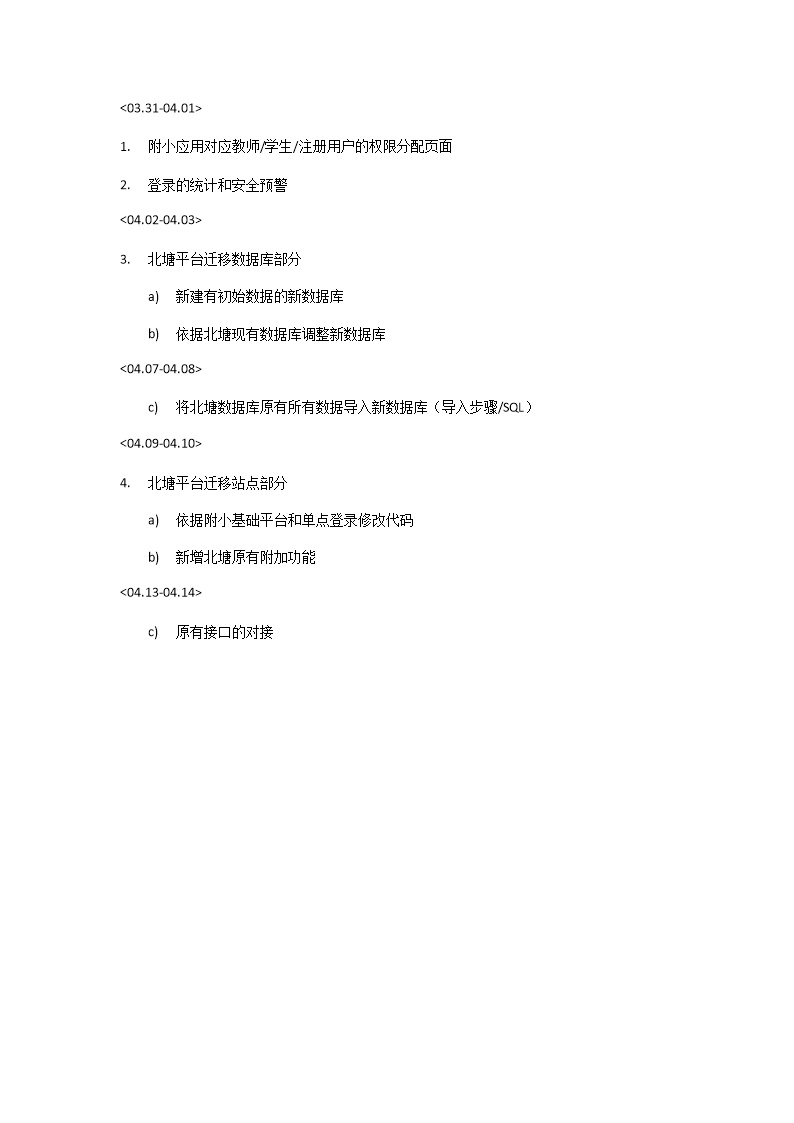 <03.31-04.01>
1. 附小应用对应教师/学生/注册用户的权限分配页面
2. 登录的统计和安全预警
<04.02-04.03>
3. 北塘平台迁移数据库部分
a) 新建有初始数据的新数据库
b) 依据北塘现有数据库调整新数据库
<04.07-04.08>
c) 将北塘数据库原有所有数据导入新数据库（导入步骤/SQL）
<04.09-04.10>
4. 北塘平台迁移站点部分
a) 依据附小基础平台和单点登录修改代码
b) 新增北塘原有附加功能
<04.13-04.14>
c) 原有接口的对接